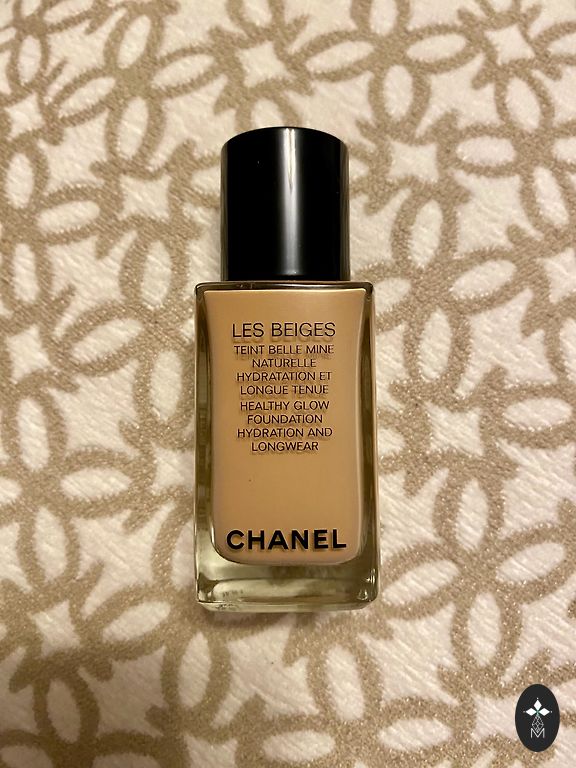 LES BEIGES
TEINT BELLE MINE
NATURELLE
HYDRATATION ET
LONGUE TENUE
HEALTHY GLOW
FOUNDATION
HYDRATION AND
LONGWEAR
CHANEL
M